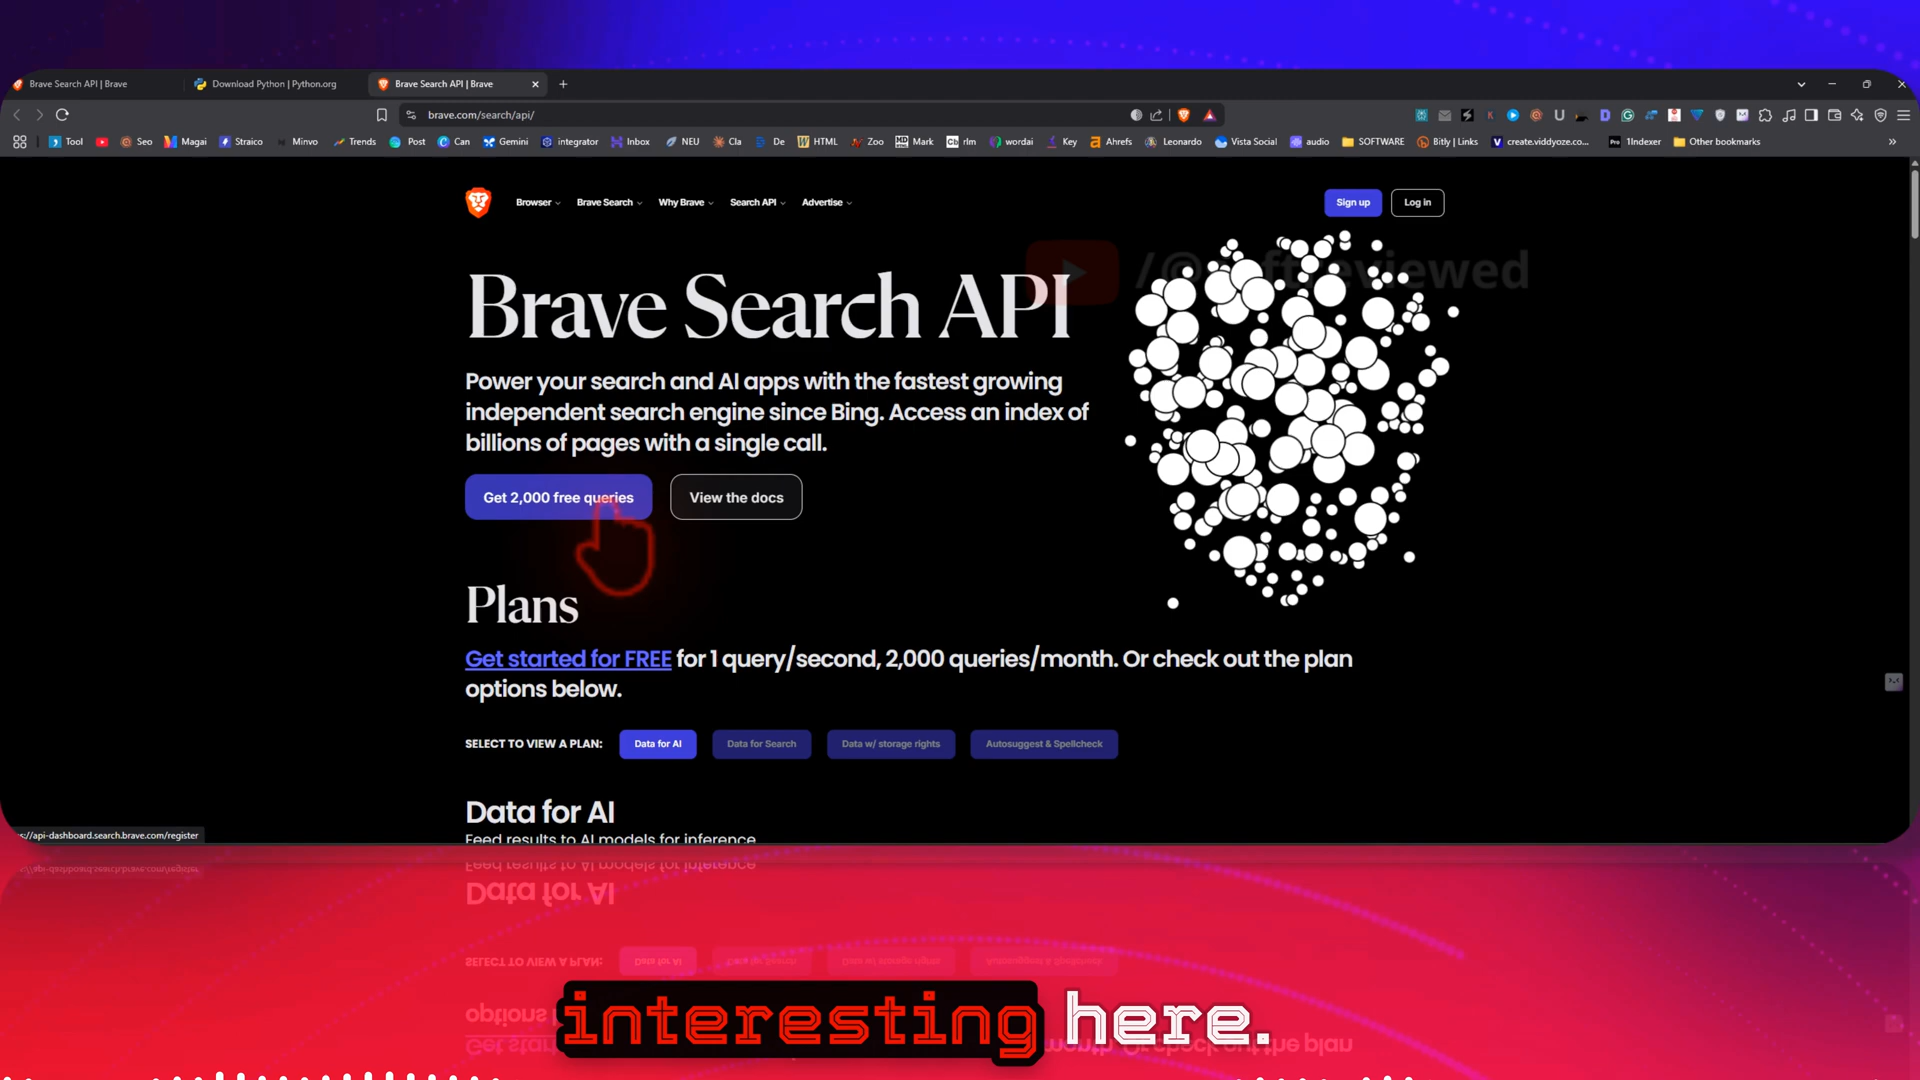 Brave Search API | Brave
Download Python | Python.org
Brave Search API | Brave
brave.com/search/api/
Tool
Seo
Magai
Straico
Minvo
Trends
Post
Can
Gemini
integrator
Inbox
NEU
Cla
De
HTML
Zoo
Mark
rlm
wordai
Key
Ahrefs
Leonardo
Vista Social
audio
SOFTWARE
Bitly | Links
create.viddyoze.co...
1Indexer
Other bookmarks
Browser
Brave Search
Why Brave
Search API
Advertise
Sign up
Log in
Brave Search API
Power your search and AI apps with the fastest growing
independent search engine since Bing. Access an index of
billions of pages with a single call.
Get 2,000 free queries
View the docs
Plans
Get started for FREE for 1 query/second, 2,000 queries/month. Or check out the plan
options below.
SELECT TO VIEW A PLAN:
Data for AI
Data for Search
Data w/ storage rights
Autosuggest & Spellcheck
Data for AI
Feed results to AI models for inference
s://api-dashboard.search.brave.com/register
interesting here.